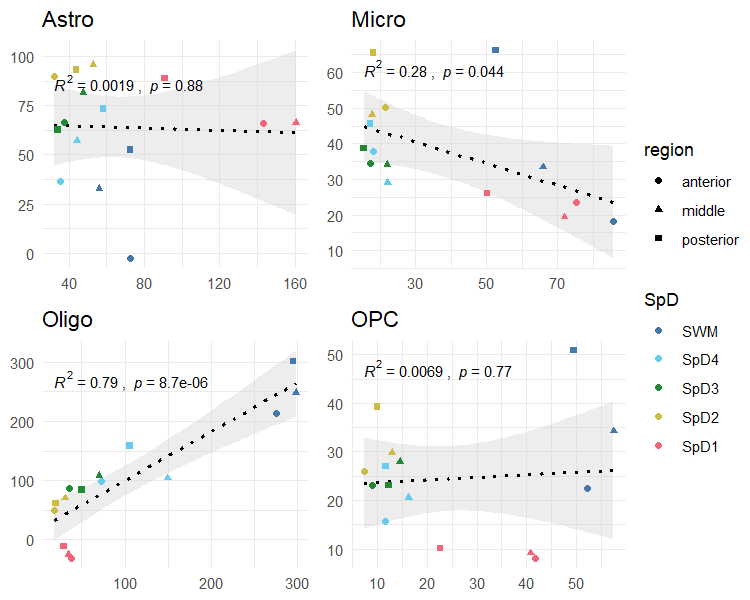 Astro
R² = 0.0019 , p = 0.88
100
75
50
25
0
40
80
120
160
Micro
R² = 0.28 , p = 0.044
60
50
40
30
20
10
30
50
70
Oligo
R² = 0.79 , p = 8.7e-06
300
200
100
0
100
200
300
OPC
R² = 0.0069 , p = 0.77
50
40
30
20
10
10
20
30
40
50
region
anterior
middle
posterior
SpD
SWM
SpD4
SpD3
SpD2
SpD1